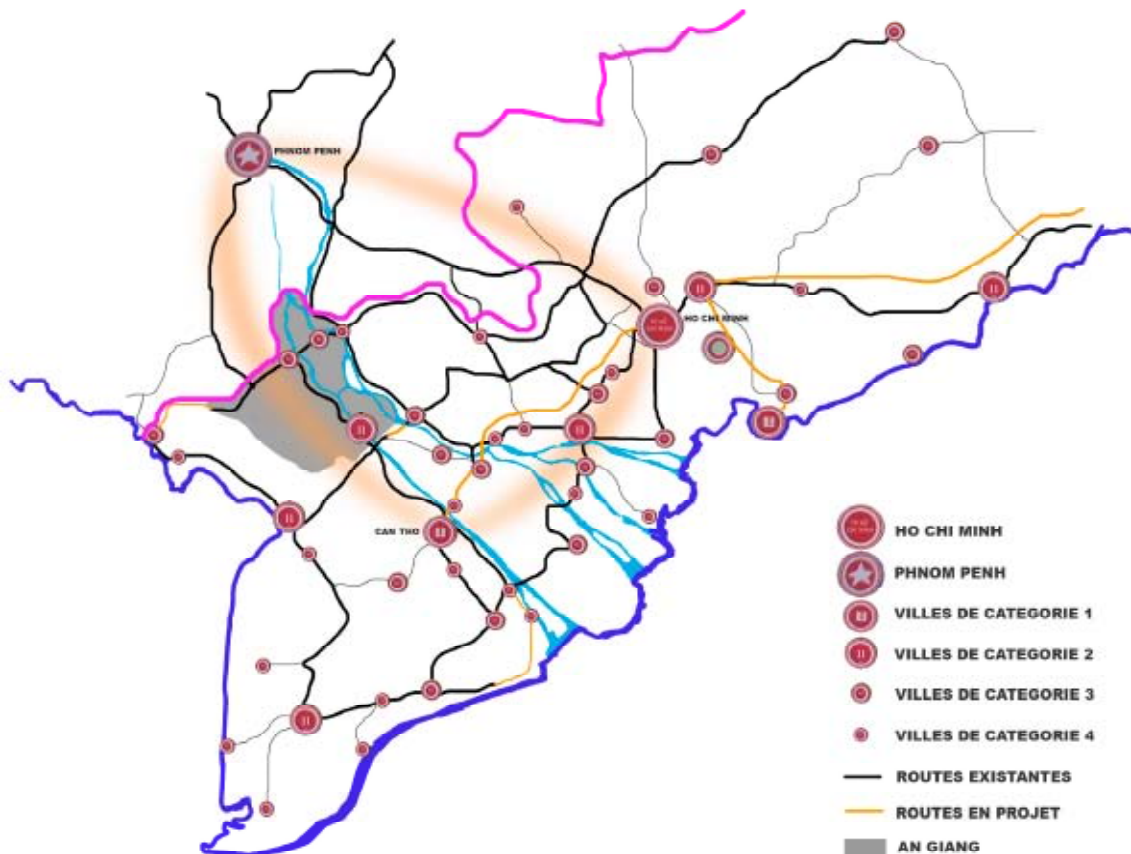 PHNOM PENH
HO CHI MINH
CAN THO
HO CHI MINH
PHNOM PENH
VILLES DE CATEGORIE 1
VILLES DE CATEGORIE 2
VILLES DE CATEGORIE 3
VILLES DE CATEGORIE 4
ROUTES EXISTANTES
ROUTES EN PROJET
AN GIANG